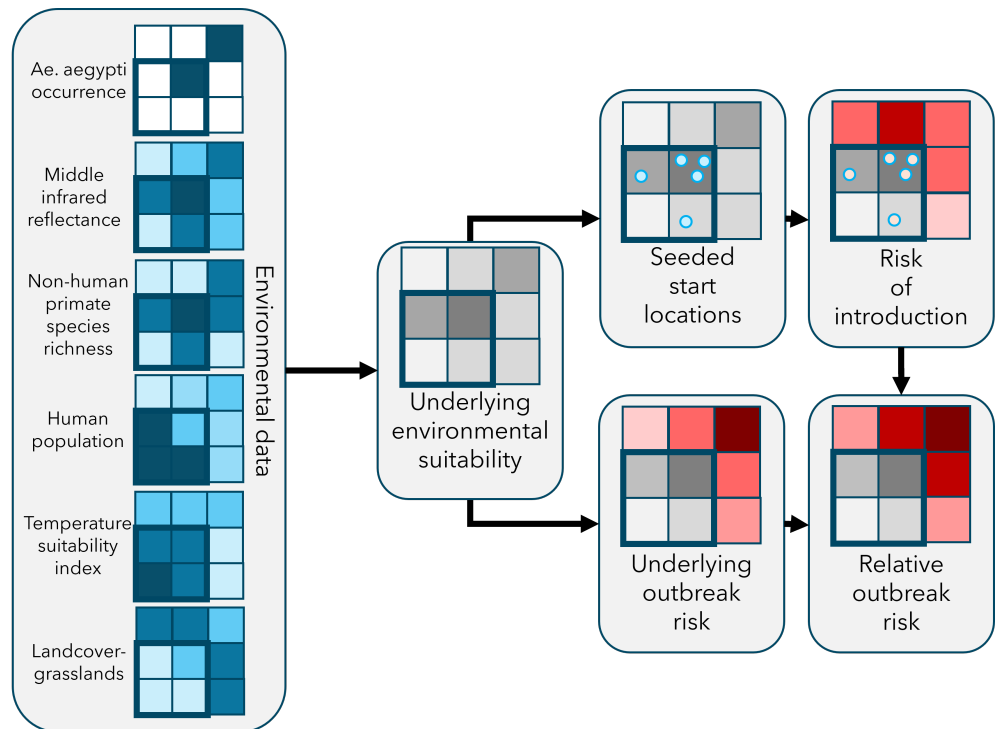 Ae. aegypti
occurrence
Middle
infrared
reflectance
Non-human
primate
species
richness
Human
population
Temperature
suitability
index
Landcover-
grasslands
Environmental data
Underlying
environmental
suitability
Seeded
start
locations
Risk
of
introduction
Underlying
outbreak
risk
Relative
outbreak
risk